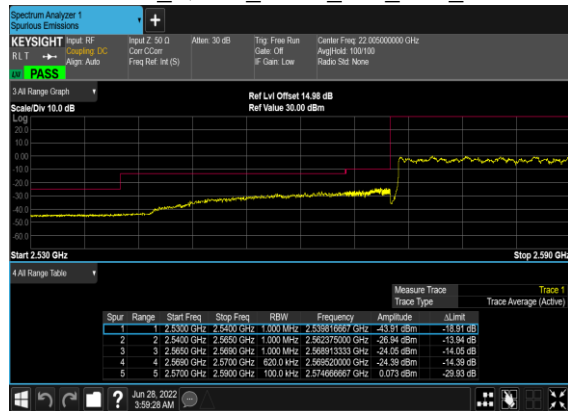 Spectrum Analyzer 1
Spurious Emissions
KEYSIGHT Input: RF Input Z: 50 Ω Atten: 30 dB Trig: Free Run Center Freq: 22.005000000 GHz
RLT Coupling: DC Corr CCorr Gate: Off Avg|Hold: 100/100
Align: Auto Freq Ref: Int (S) IF Gain: Low Radio Std: None
LW PASS
3 All Range Graph
Ref Lvl Offset 14.98 dB
Scale/Div 10.0 dB Ref Value 30.00 dBm
Log
20.0
10.0
0.00
-10.0
-20.0
-30.0
-40.0
-50.0
-60.0
Start 2.530 GHz Stop 2.590 GHz
4 All Range Table
Measure Trace Trace 1
Trace Type Trace Average (Active)
Spur Range Start Freq Stop Freq RBW Frequency Amplitude ΔLimit
1 1 2.5300 GHz 2.5400 GHz 1.000 MHz 2.539816667 GHz -43.91 dBm -18.91 dB
2 2 2.5400 GHz 2.5650 GHz 1.000 MHz 2.562375000 GHz -26.94 dBm -13.94 dB
3 3 2.5650 GHz 2.5690 GHz 1.000 MHz 2.568913333 GHz -24.05 dBm -14.05 dB
4 4 2.5690 GHz 2.5700 GHz 620.0 kHz 2.569520000 GHz -24.39 dBm -14.39 dB
5 5 2.5700 GHz 2.5900 GHz 100.0 kHz 2.574666667 GHz 0.073 dBm -29.93 dB
? Jun 28, 2022
3:59:28 AM